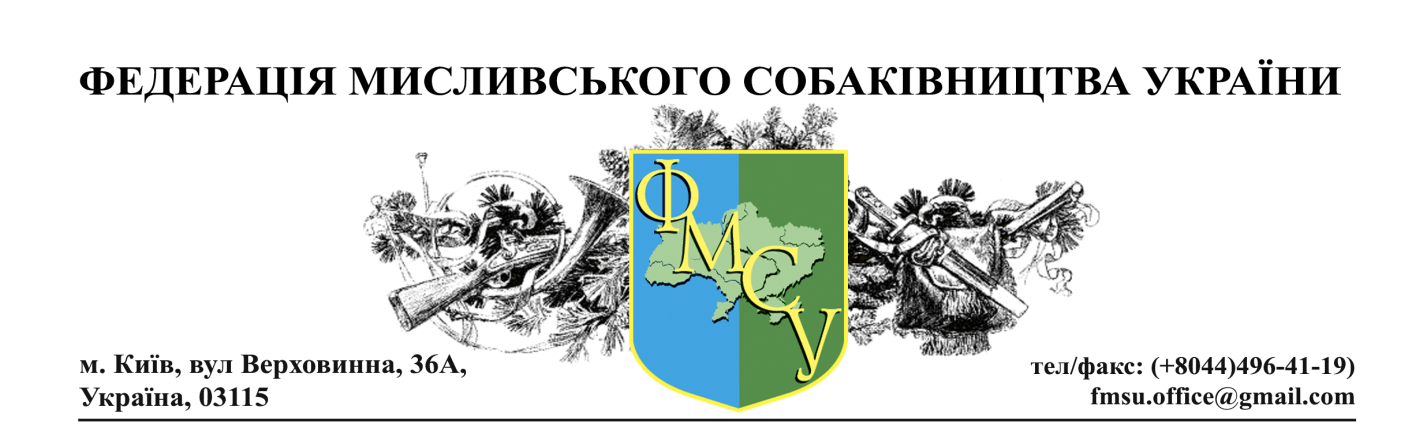 ФЕДЕРАЦІЯ МИСЛИВСЬКОГО СОБАКІВНИЦТВА УКРАЇНИ
ФМСУ
м. Київ, вул Верховинна, 36А,
Україна, 03115
тел/факс: (+8044)496-41-19)
fmsu.office@gmail.com